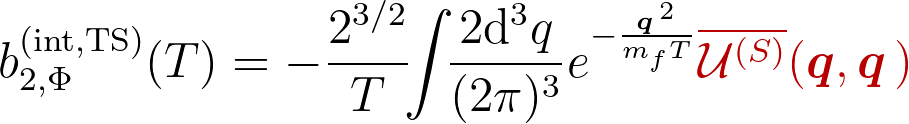 $b_{2,\Phi}^{(\mathrm{int,TS})}(T) = -\frac{2^{3/2}}{T} \int \frac{2\mathrm{d}^3 q}{(2\pi)^3} e^{-\frac{\boldsymbol{q}^{\,2}}{m_f T}} \overline{\mathcal{U}^{(S)}}(\boldsymbol{q}, \boldsymbol{q}\,)$